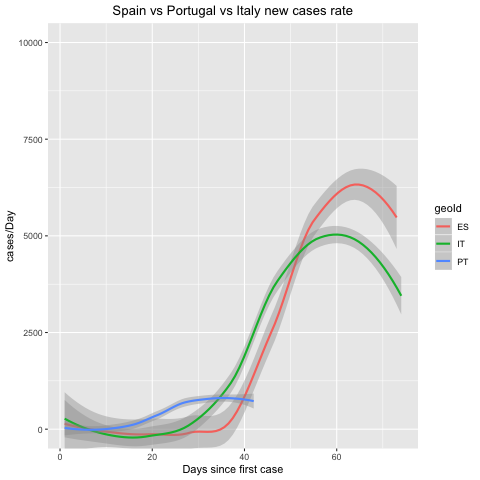 Spain vs Portugal vs Italy new cases rate
10000
7500
5000
2500
0
cases/Day
0 20 40 60
Days since first case
geoId
ES
IT
PT